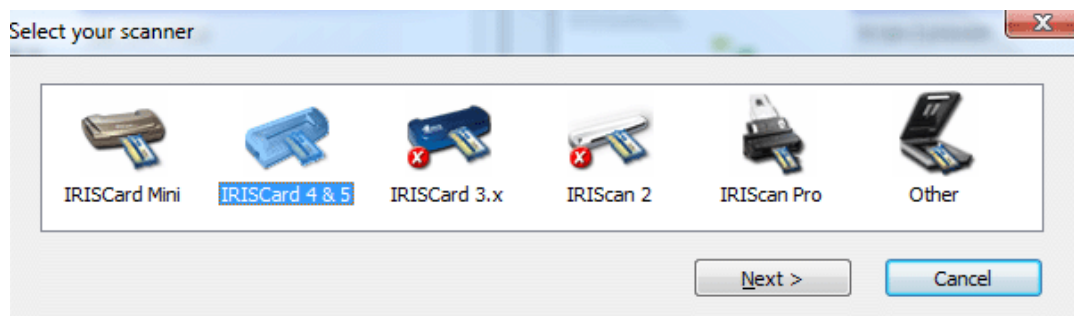 Select your scanner
IRISCard Mini
IRISCard 4 & 5
IRISCard 3.x
IRIScan 2
IRIScan Pro
Other
Next >
Cancel